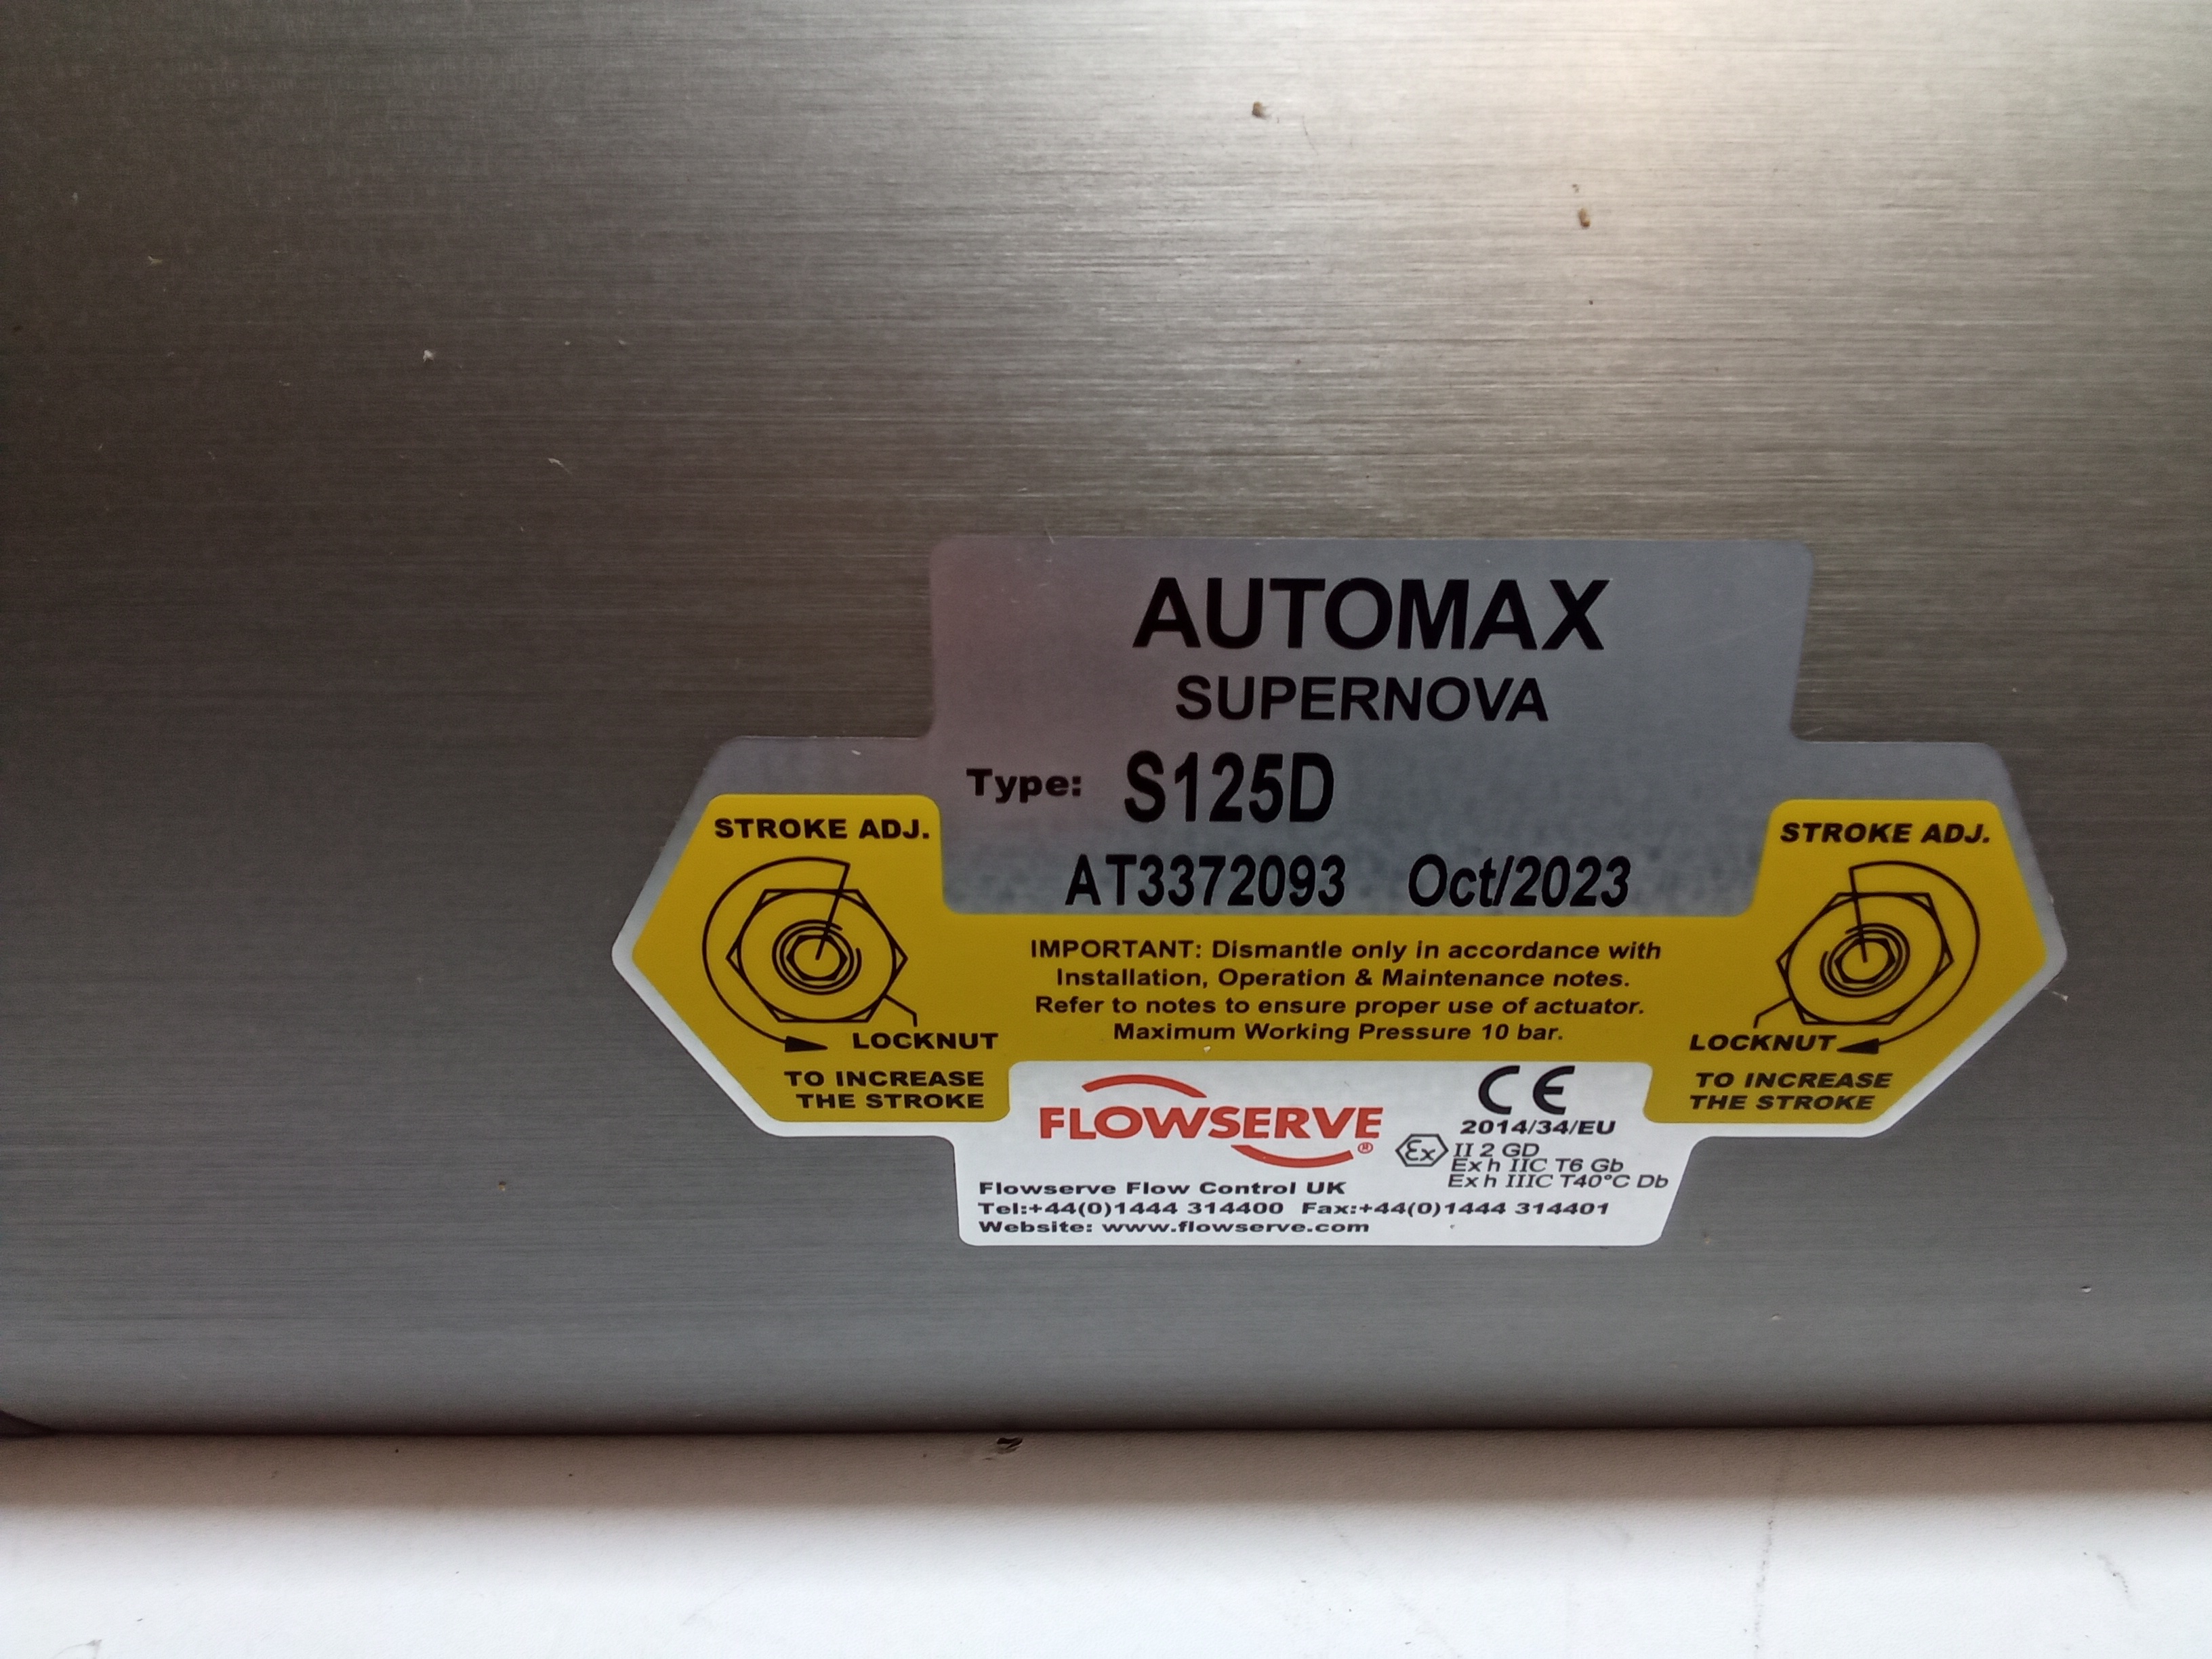 AUTOMAX
SUPERNOVA
Type: S125D
AT3372093 Oct/2023
STROKE ADJ.
LOCKNUT
TO INCREASE
THE STROKE
IMPORTANT: Dismantle only in accordance with
Installation, Operation & Maintenance notes.
Refer to notes to ensure proper use of actuator.
Maximum Working Pressure 10 bar.
STROKE ADJ.
LOCKNUT
TO INCREASE
THE STROKE
FLOWSERVE®
CE
2014/34/EU
Ex II 2 GD
Ex h IIC T6 Gb
Ex h IIIC T40°C Db
Flowserve Flow Control UK
Tel:+44(0)1444 314400 Fax:+44(0)1444 314401
Website: www.flowserve.com